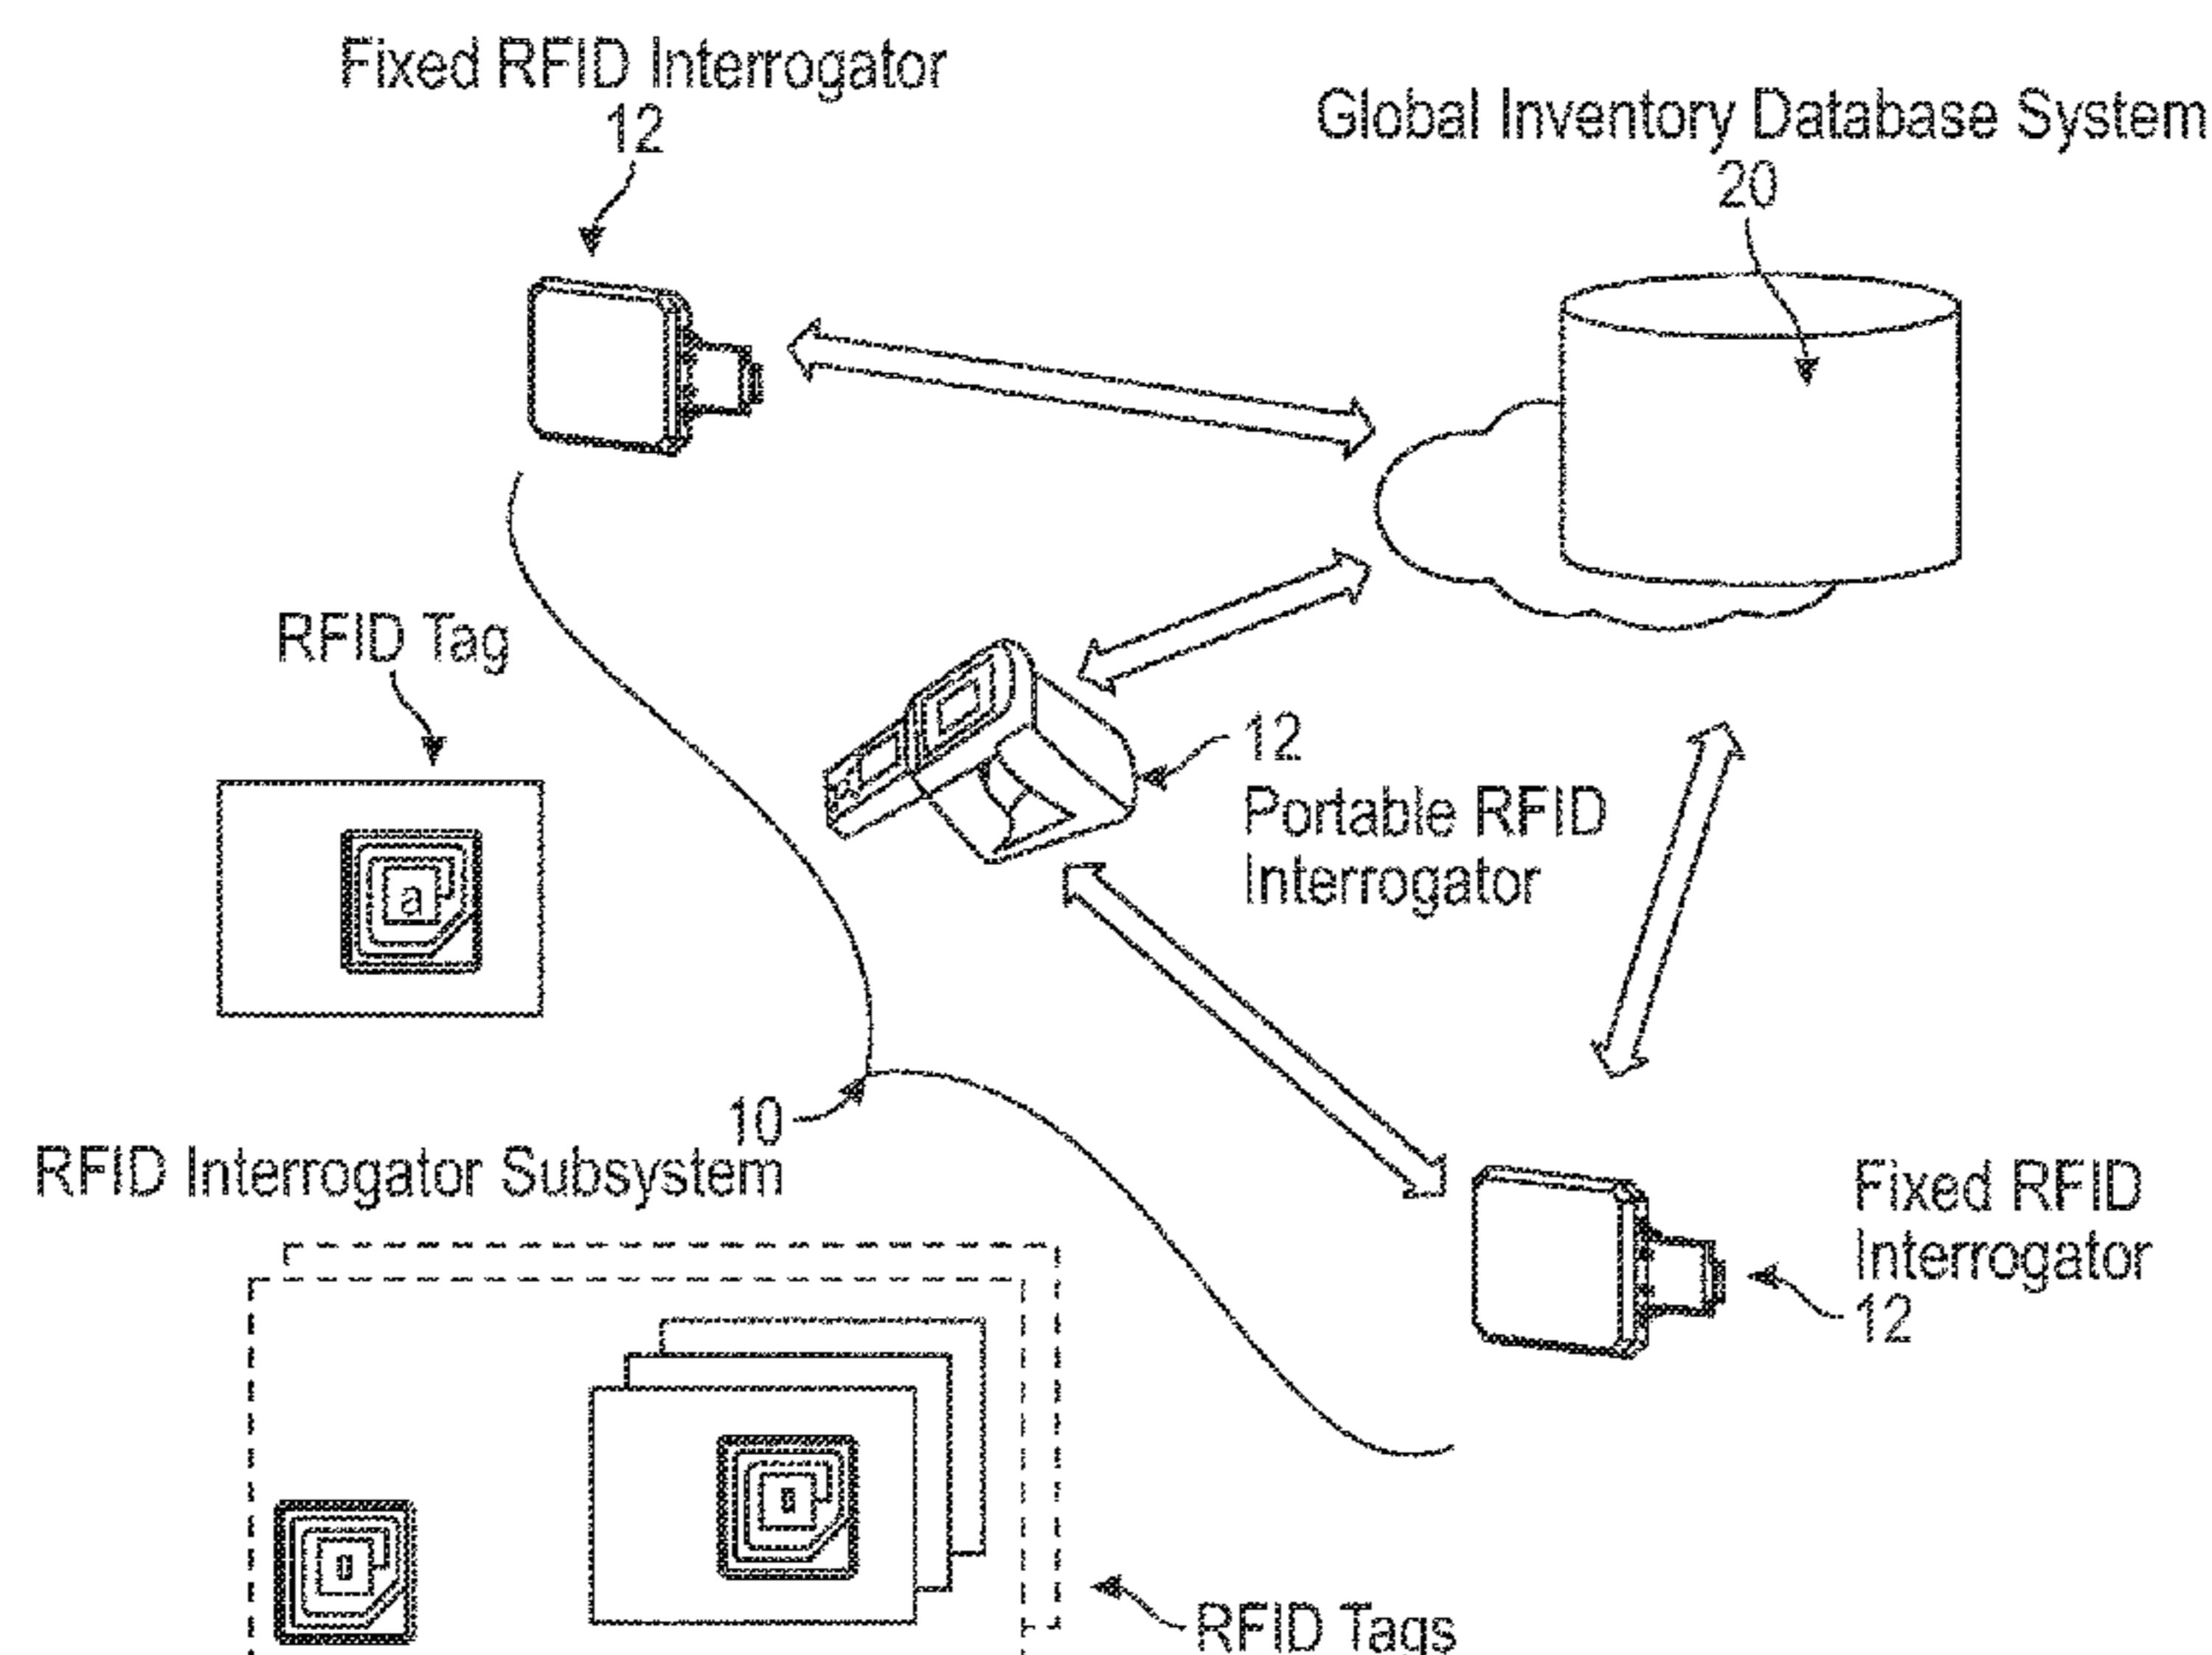 Fixed RFID Interrogator
12
Global Inventory Database System
20
RFID Tag
a
12
Portable RFID
Interrogator
10
RFID Interrogator Subsystem
Fixed RFID
Interrogator
12
RFID Tags